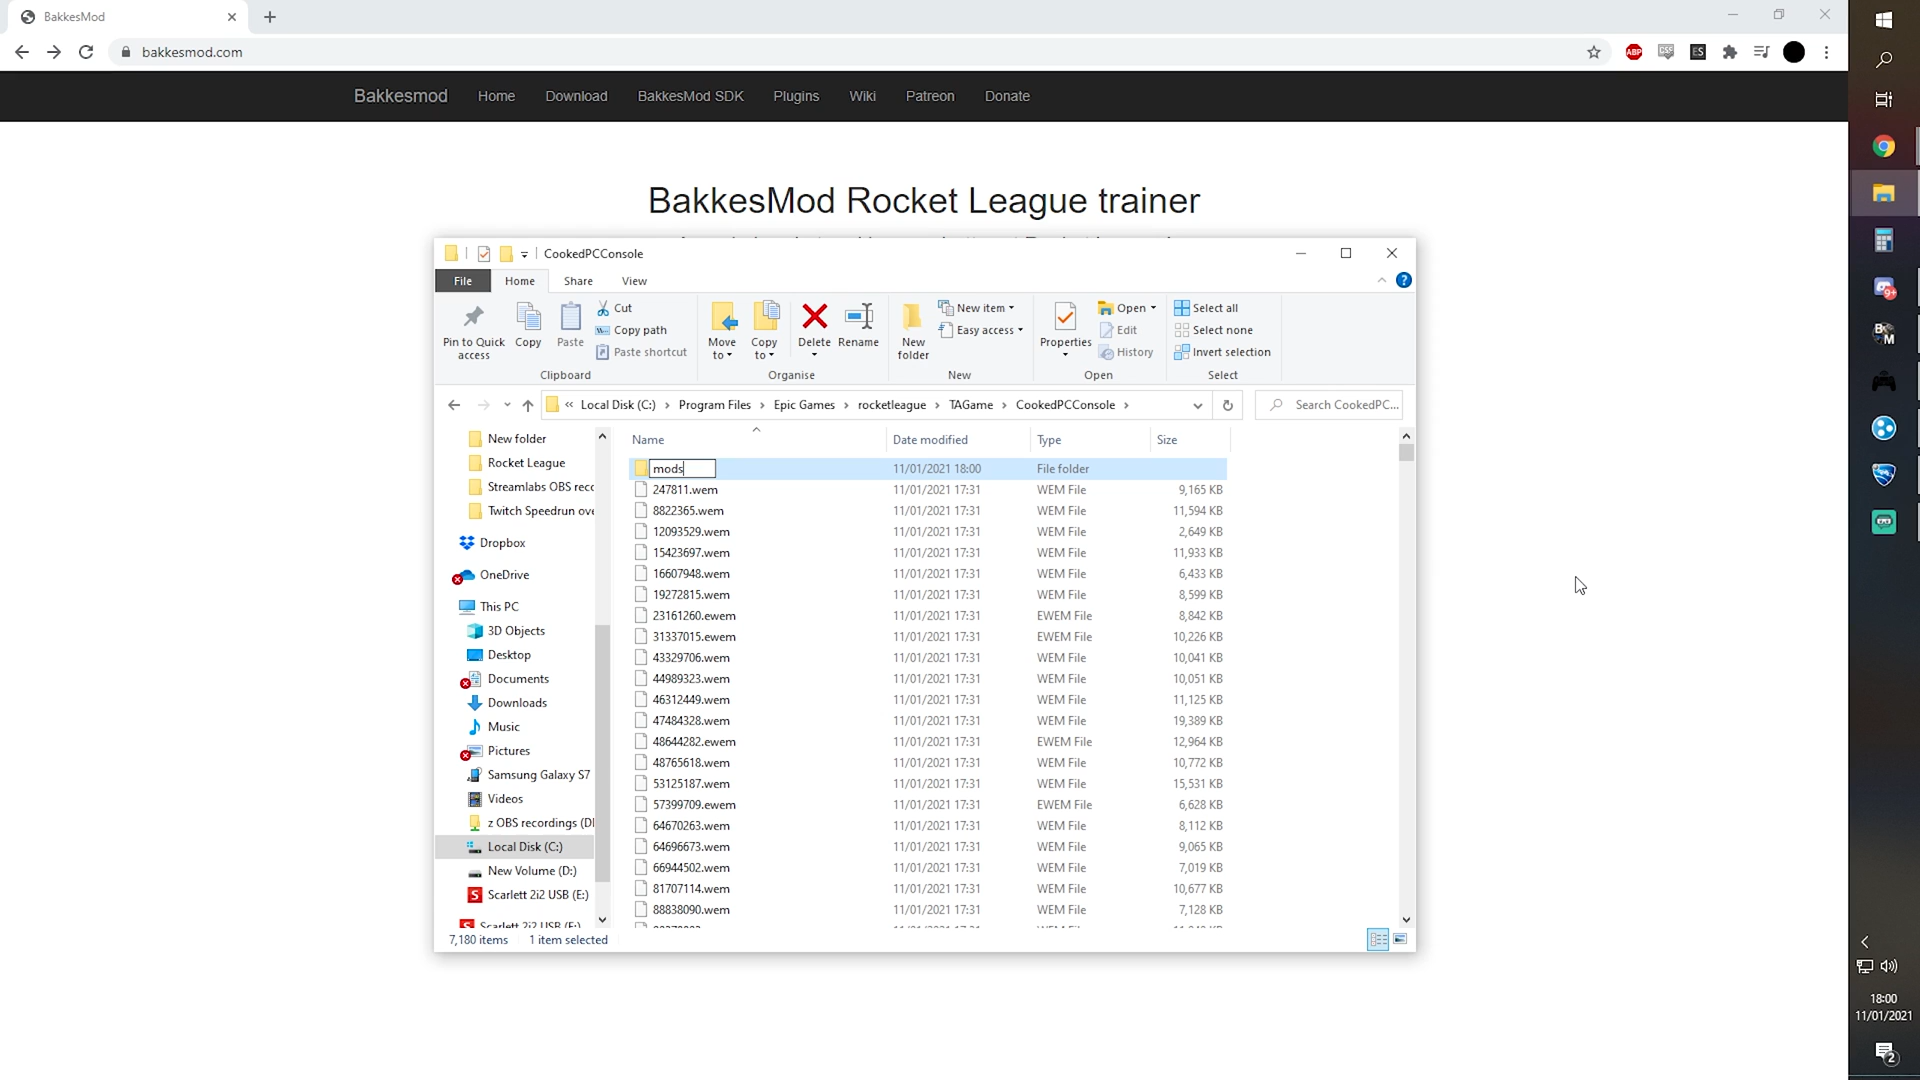 BakkesMod
bakkesmod.com
ABP
CSS
ES
Bakkesmod Home Download BakkesMod SDK Plugins Wiki Patreon Donate
BakkesMod Rocket League trainer
CookedPCConsole
File Home Share View
Pin to Quick access
Copy
Paste
Cut
Copy path
Paste shortcut
Clipboard
Move to
Copy to
Delete
Rename
Organise
New folder
New item
Easy access
New
Properties
Open
Edit
History
Open
Select all
Select none
Invert selection
Select
« Local Disk (C:) › Program Files › Epic Games › rocketleague › TAGame › CookedPCConsole ›
Search CookedPC...
New folder
Rocket League
Streamlabs OBS rec
Twitch Speedrun ove
Dropbox
OneDrive
This PC
3D Objects
Desktop
Documents
Downloads
Music
Pictures
Samsung Galaxy S7
Videos
z OBS recordings (D
Local Disk (C:)
New Volume (D:)
Scarlett 2i2 USB (E:)
Scarlett 2i2 USB (E:)
Name Date modified Type Size
mods 11/01/2021 18:00 File folder
247811.wem 11/01/2021 17:31 WEM File 9,165 KB
8822365.wem 11/01/2021 17:31 WEM File 11,594 KB
12093529.wem 11/01/2021 17:31 WEM File 2,649 KB
15423697.wem 11/01/2021 17:31 WEM File 11,933 KB
16607948.wem 11/01/2021 17:31 WEM File 6,433 KB
19272815.wem 11/01/2021 17:31 WEM File 8,599 KB
23161260.ewem 11/01/2021 17:31 EWEM File 8,842 KB
31337015.ewem 11/01/2021 17:31 EWEM File 10,226 KB
43329706.wem 11/01/2021 17:31 WEM File 10,041 KB
44989323.wem 11/01/2021 17:31 WEM File 10,051 KB
46312449.wem 11/01/2021 17:31 WEM File 11,125 KB
47484328.wem 11/01/2021 17:31 WEM File 19,389 KB
48644282.ewem 11/01/2021 17:31 EWEM File 12,964 KB
48765618.wem 11/01/2021 17:31 WEM File 10,772 KB
53125187.wem 11/01/2021 17:31 WEM File 15,531 KB
57399709.ewem 11/01/2021 17:31 EWEM File 6,628 KB
64670263.wem 11/01/2021 17:31 WEM File 8,112 KB
64696673.wem 11/01/2021 17:31 WEM File 9,065 KB
66944502.wem 11/01/2021 17:31 WEM File 7,019 KB
81707114.wem 11/01/2021 17:31 WEM File 10,677 KB
88838090.wem 11/01/2021 17:31 WEM File 7,128 KB
7,180 items 1 item selected
9+
B M
18:00
11/01/2021
2